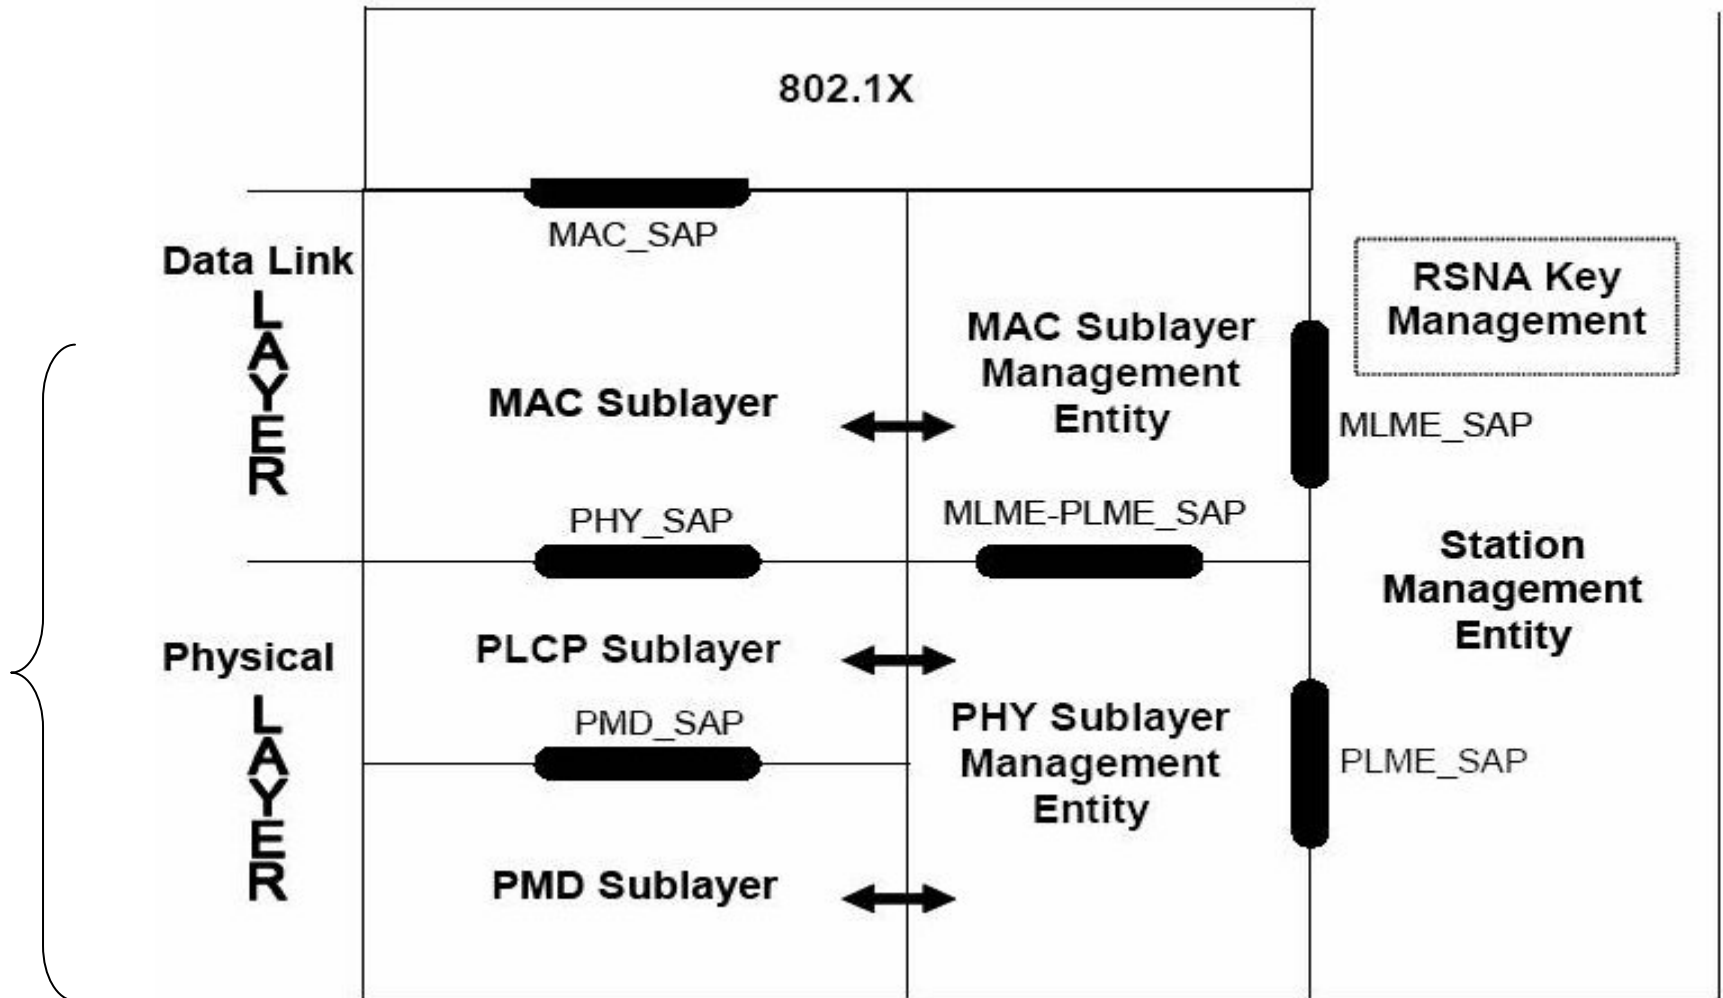 802.1X
MAC_SAP
Data Link
LAYER
RSNA Key
Management
MAC Sublayer
Management
Entity
MAC Sublayer
MLME_SAP
PHY_SAP
MLME-PLME_SAP
Station
Management
Entity
Physical
LAYER
PLCP Sublayer
PMD_SAP
PHY Sublayer
Management
Entity
PLME_SAP
PMD Sublayer